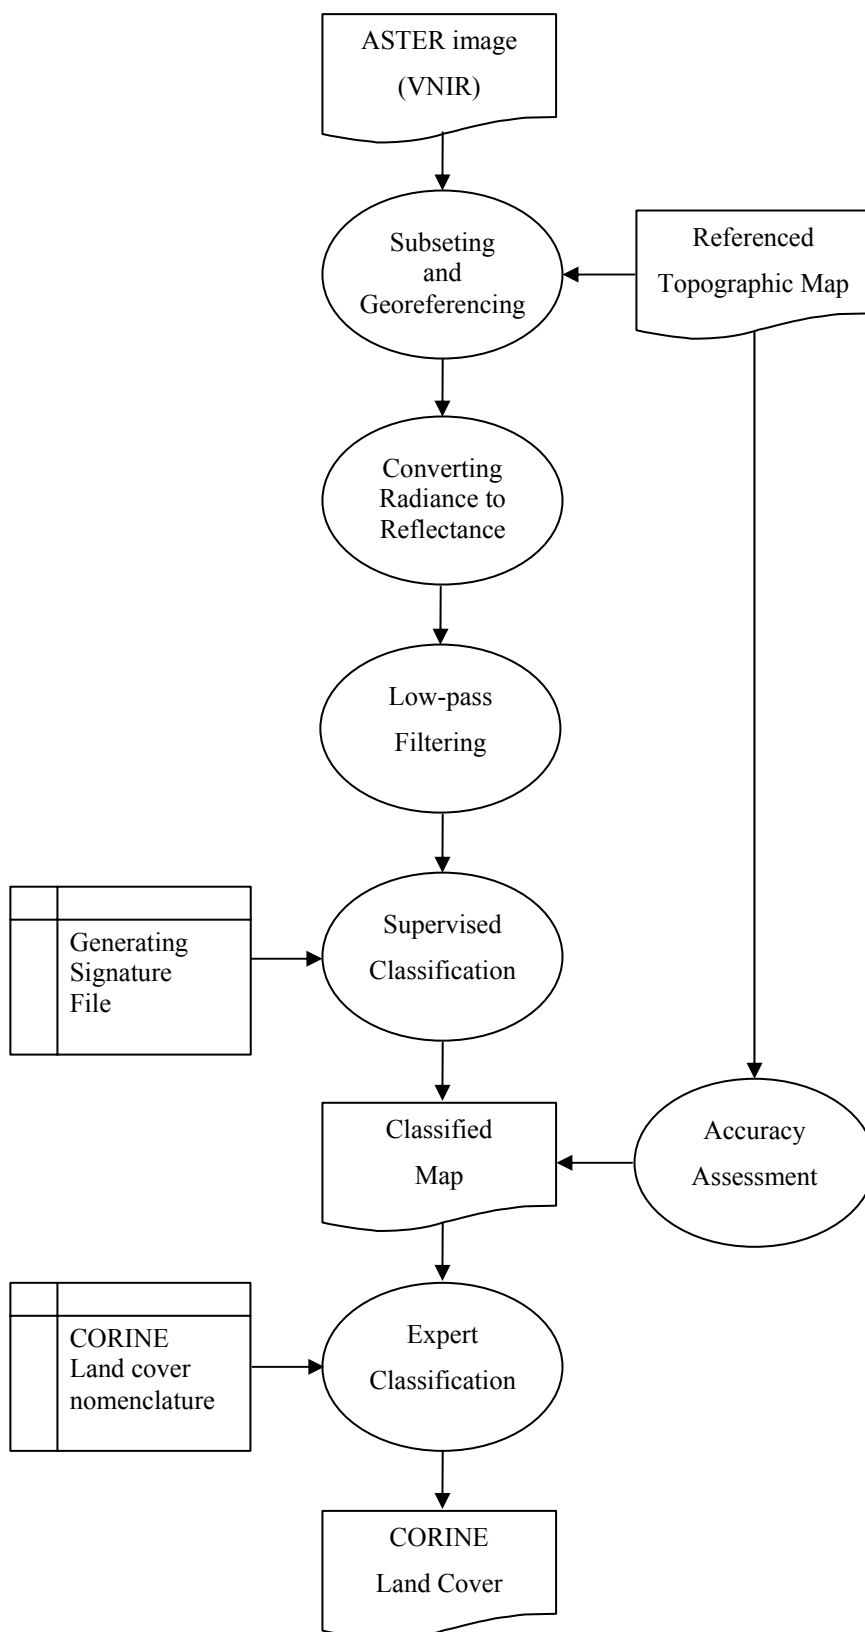 ASTER image
(VNIR)
Subseting
and
Georeferencing
Referenced
Topographic Map
Converting
Radiance to
Reflectance
Low-pass
Filtering
Generating
Signature
File
Supervised
Classification
Classified
Map
Accuracy
Assessment
CORINE
Land cover
nomenclature
Expert
Classification
CORINE
Land Cover